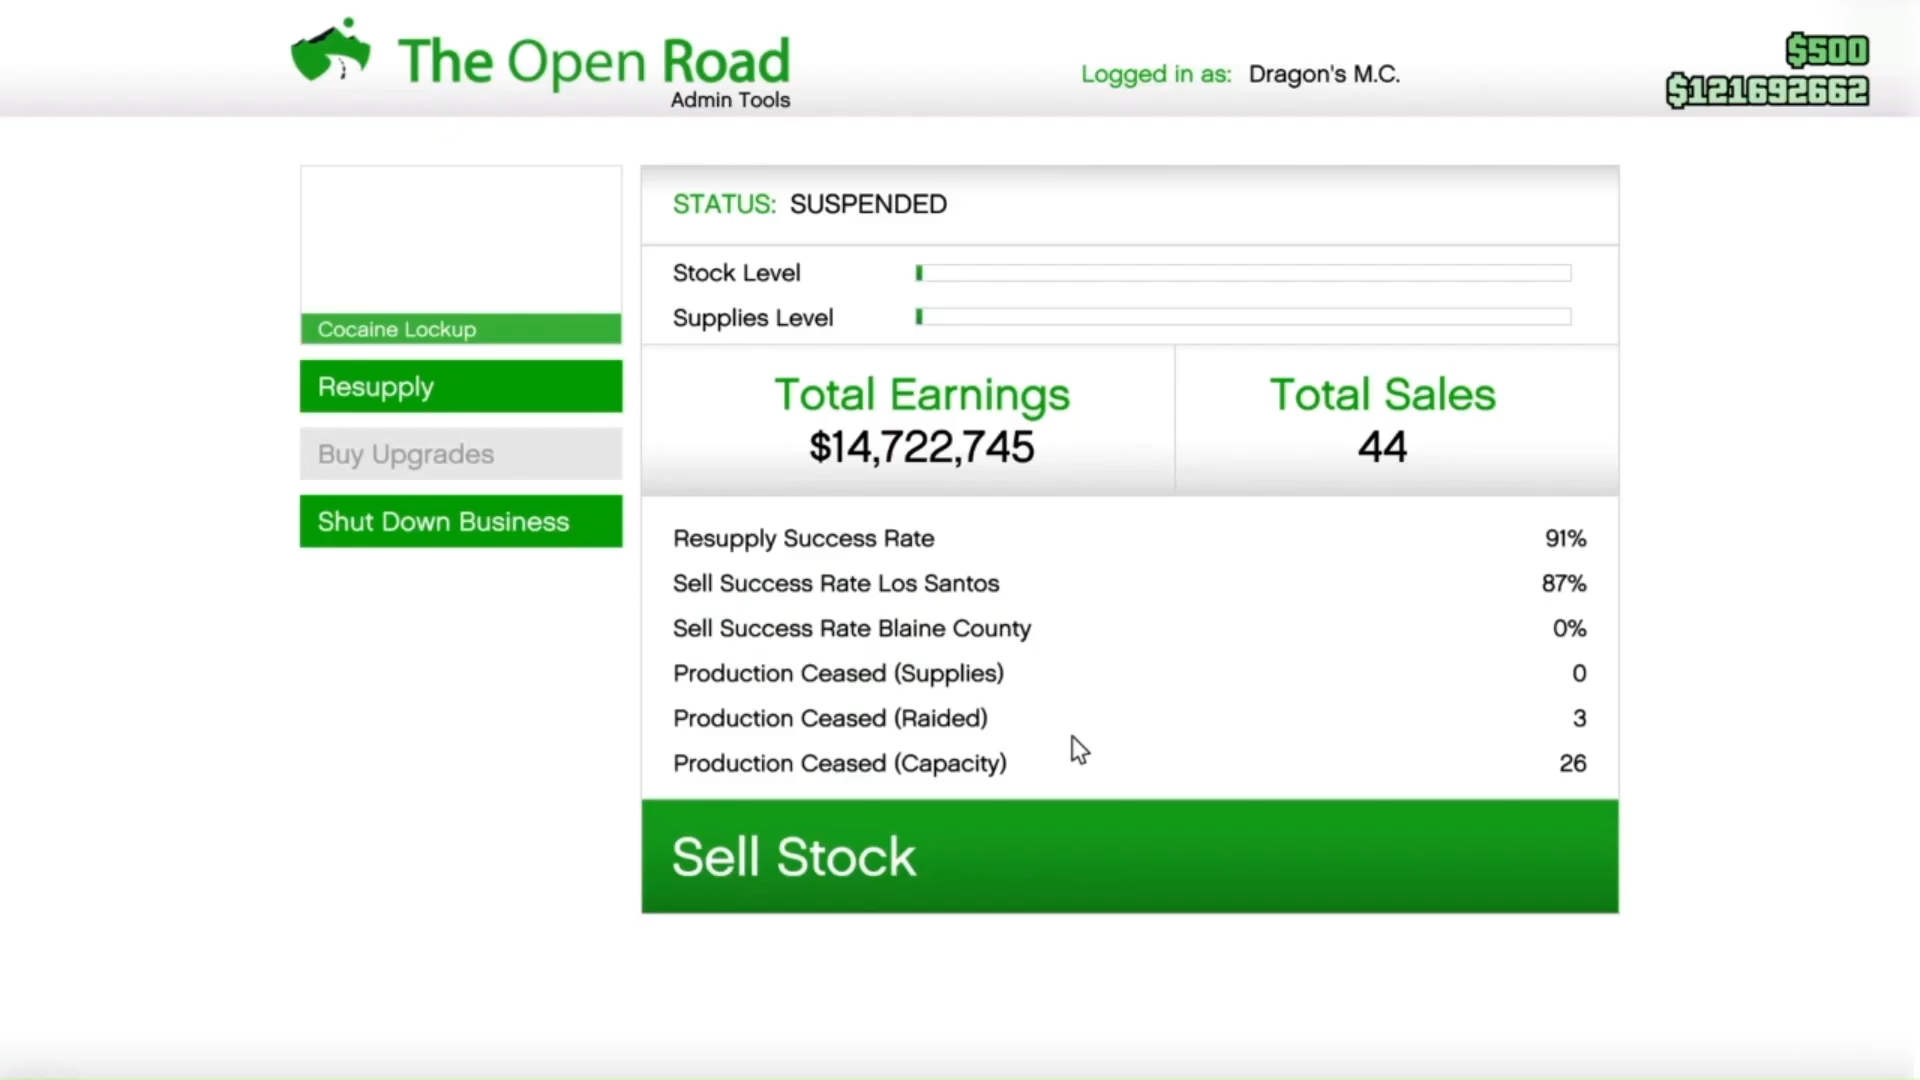 The Open Road
Admin Tools
Logged in as: Dragon's M.C.
$500
$121692662
Cocaine Lockup
Resupply
Buy Upgrades
Shut Down Business
STATUS: SUSPENDED
Stock Level
Supplies Level
Total Earnings
$14,722,745
Total Sales
44
Resupply Success Rate 91%
Sell Success Rate Los Santos 87%
Sell Success Rate Blaine County 0%
Production Ceased (Supplies) 0
Production Ceased (Raided) 3
Production Ceased (Capacity) 26
Sell Stock